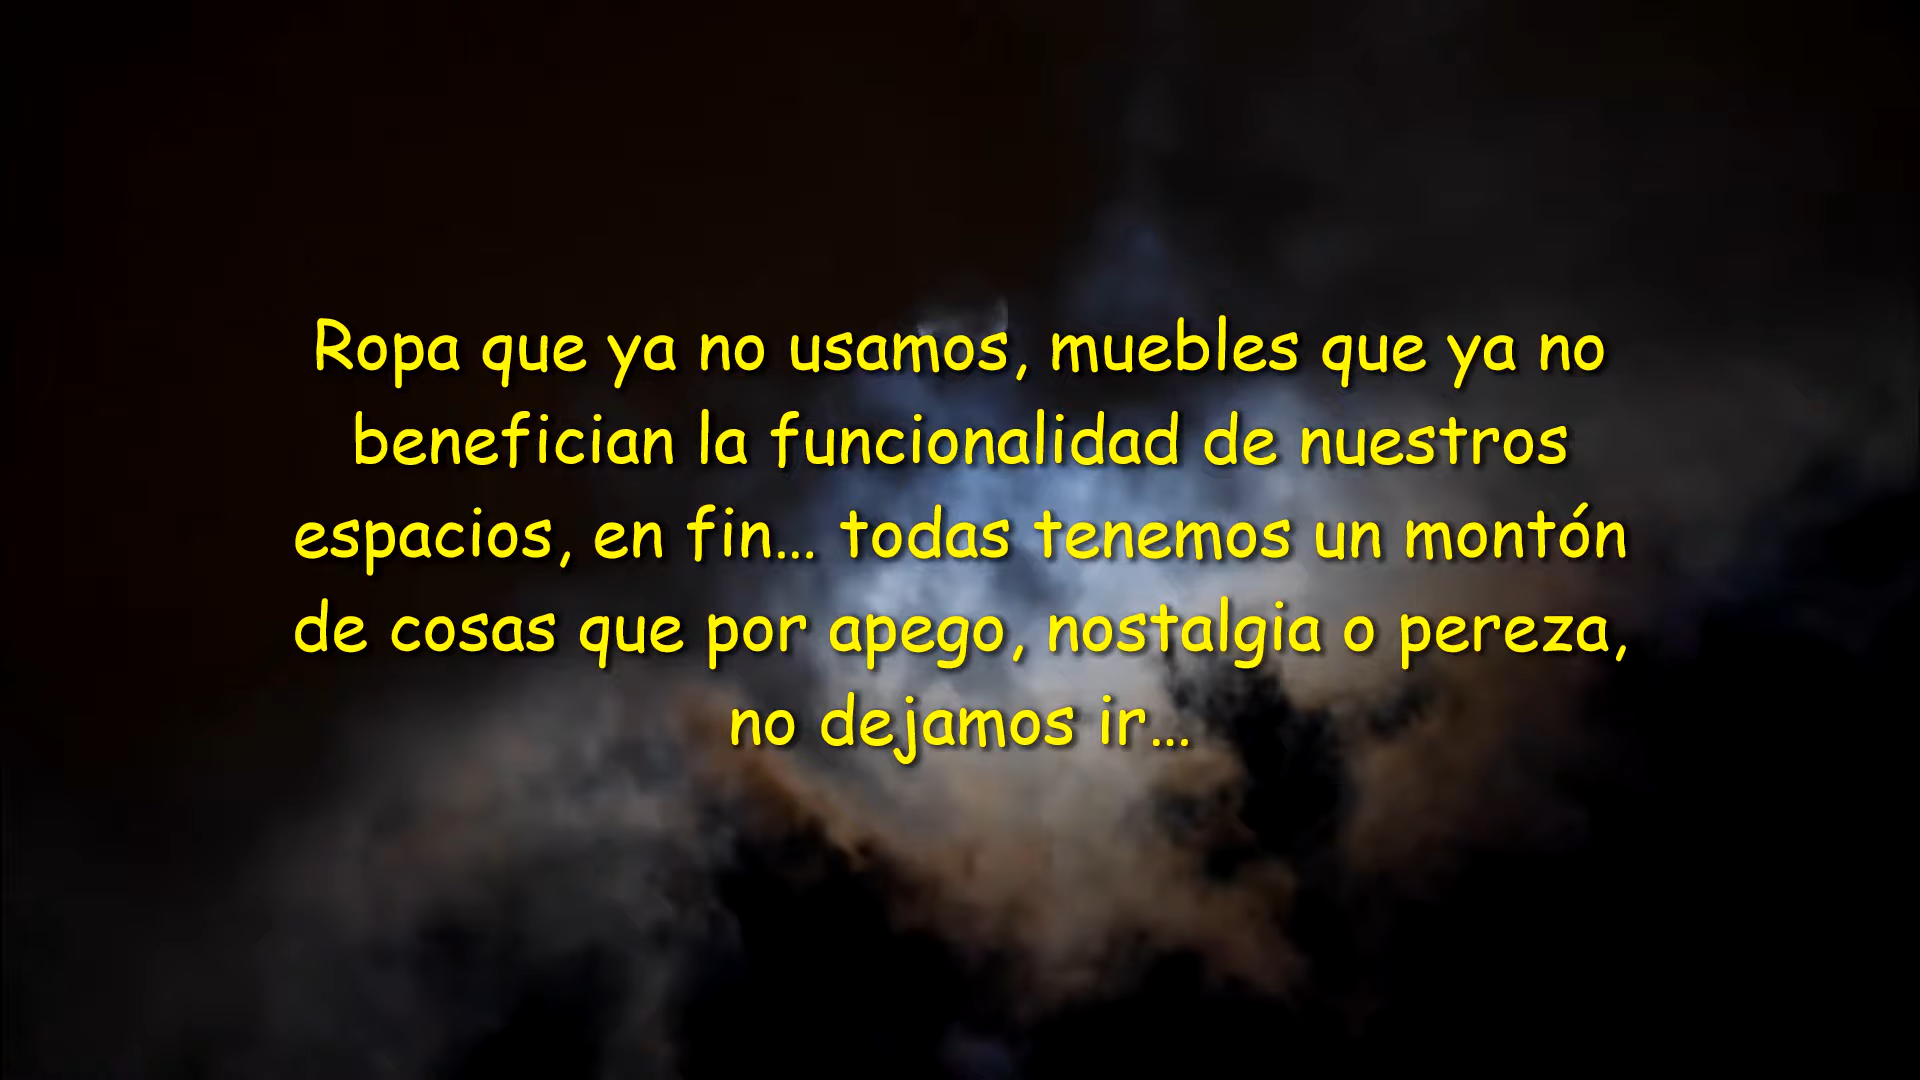 Ropa que ya no usamos, muebles que ya no
benefician la funcionalidad de nuestros
espacios, en fin... todas tenemos un montón
de cosas que por apego, nostalgia o pereza,
no dejamos ir...